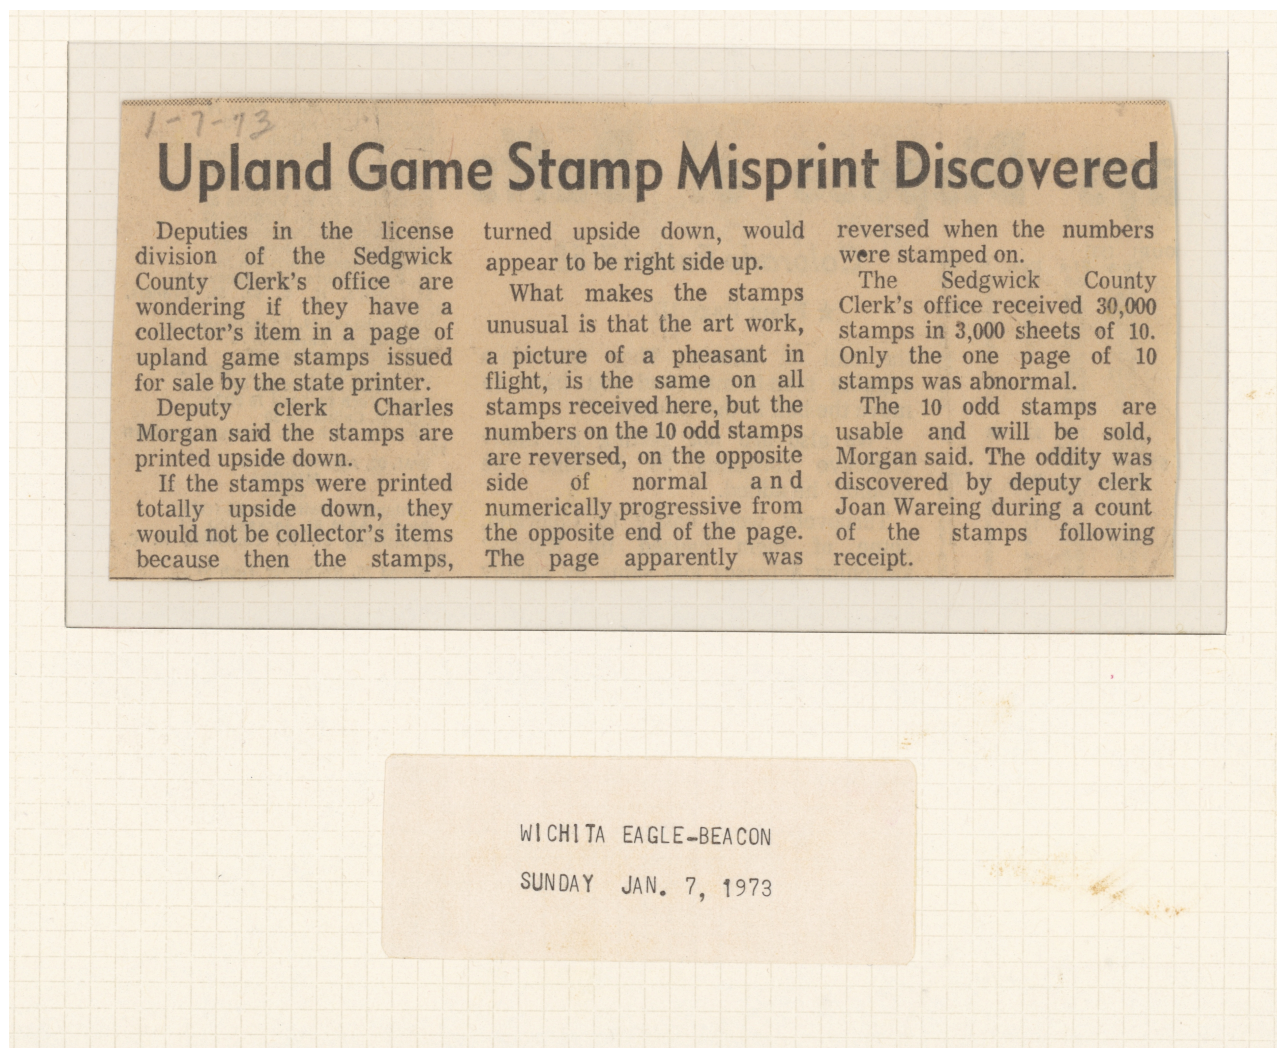 1-7-73
Upland Game Stamp Misprint Discovered
Deputies in the license
division of the Sedgwick
County Clerk's office are
wondering if they have a
collector's item in a page of
upland game stamps issued
for sale by the state printer.
Deputy clerk Charles
Morgan said the stamps are
printed upside down.
If the stamps were printed
totally upside down, they
would not be collector's items
because then the stamps,
turned upside down, would
appear to be right side up.
What makes the stamps
unusual is that the art work,
a picture of a pheasant in
flight, is the same on all
stamps received here, but the
numbers on the 10 odd stamps
are reversed, on the opposite
side of normal and
numerically progressive from
the opposite end of the page.
The page apparently was
reversed when the numbers
were stamped on.
The Sedgwick County
Clerk's office received 30,000
stamps in 3,000 sheets of 10.
Only the one page of 10
stamps was abnormal.
The 10 odd stamps are
usable and will be sold,
Morgan said. The oddity was
discovered by deputy clerk
Joan Wareing during a count
of the stamps following
receipt.
WICHITA EAGLE-BEACON
SUNDAY JAN. 7, 1973